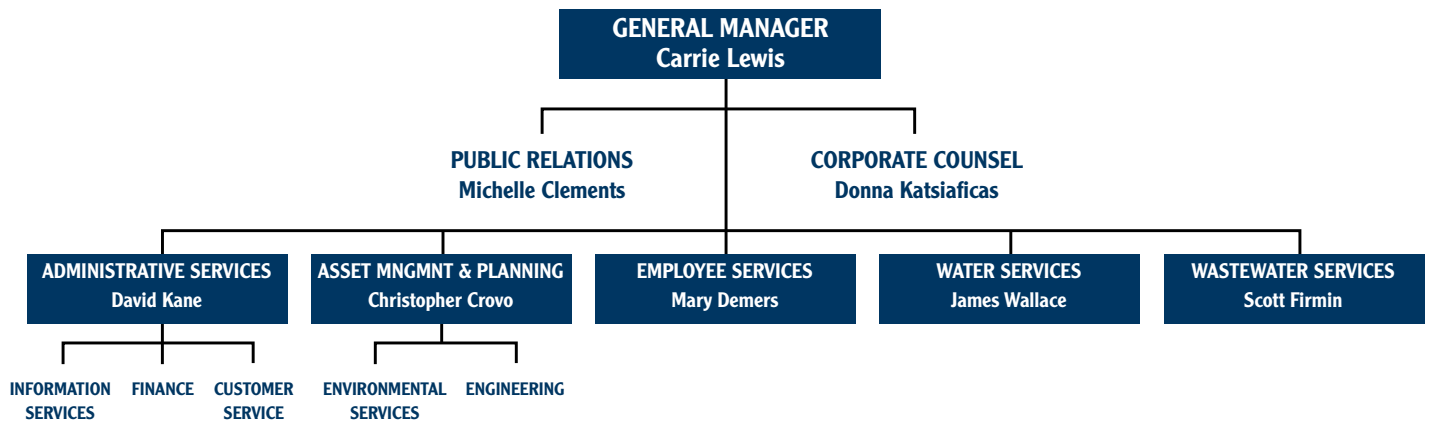 GENERAL MANAGER
Carrie Lewis
PUBLIC RELATIONS
Michelle Clements
CORPORATE COUNSEL
Donna Katsiaficas
ADMINISTRATIVE SERVICES
David Kane
ASSET MNGMNT & PLANNING
Christopher Crovo
EMPLOYEE SERVICES
Mary Demers
WATER SERVICES
James Wallace
WASTEWATER SERVICES
Scott Firmin
INFORMATION
SERVICES
FINANCE
CUSTOMER
SERVICE
ENVIRONMENTAL
SERVICES
ENGINEERING